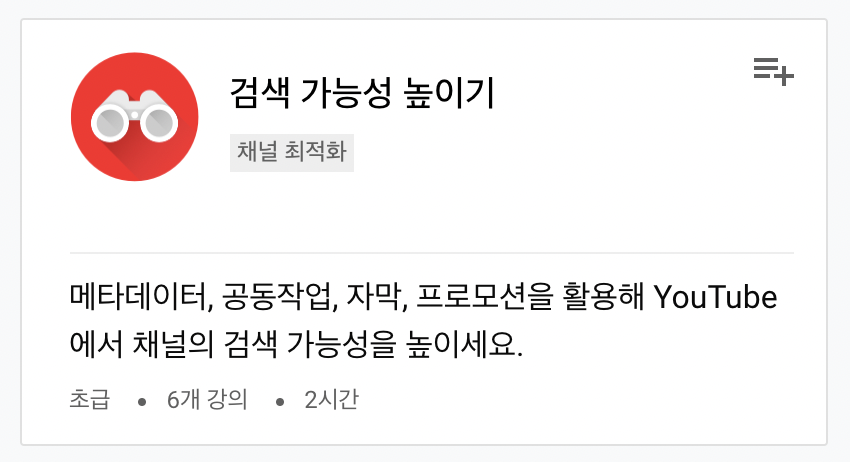 검색 가능성 높이기
채널 최적화
메타데이터, 공동작업, 자막, 프로모션을 활용해 YouTube
에서 채널의 검색 가능성을 높이세요.
초급 • 6개 강의 • 2시간